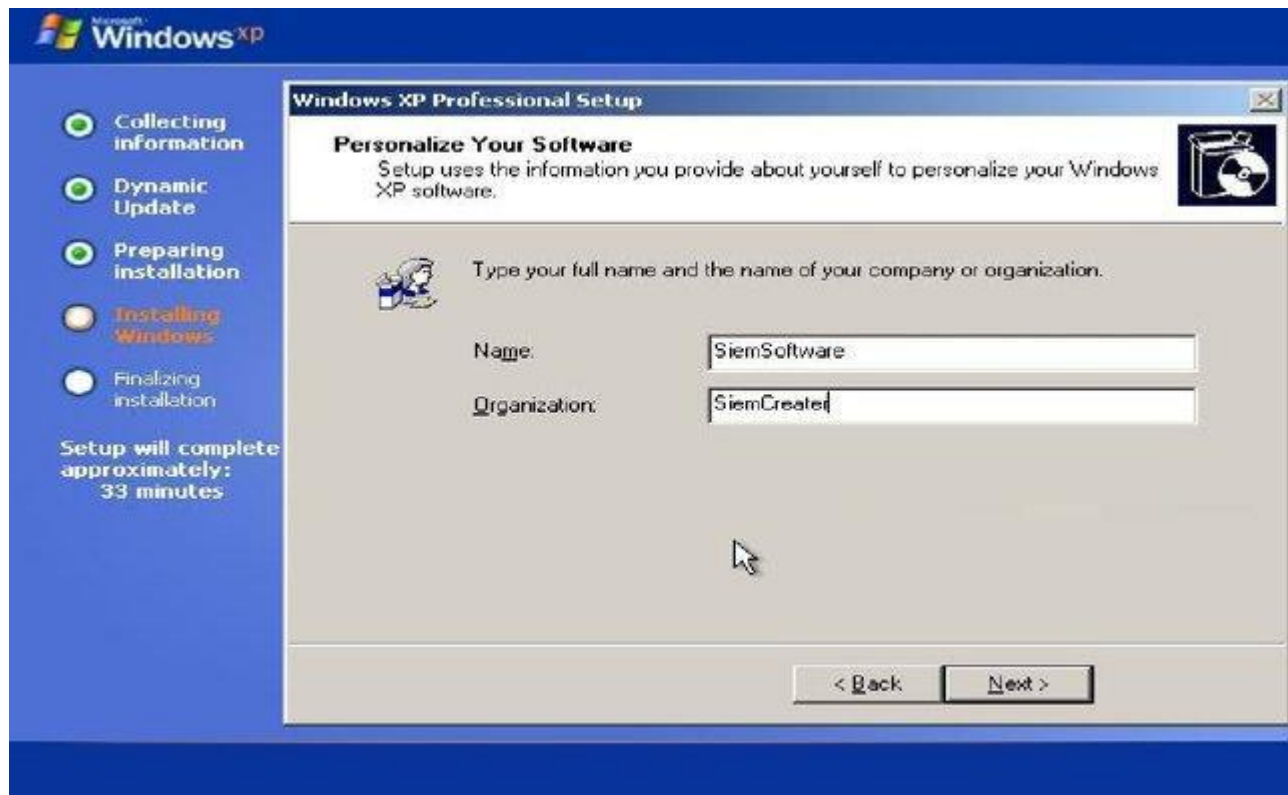 Microsoft
Windows xp
Collecting
information
Dynamic
Update
Preparing
installation
Installing
Windows
Finalizing
installation
Setup will complete
approximately:
33 minutes
Windows XP Professional Setup
Personalize Your Software
Setup uses the information you provide about yourself to personalize your Windows
XP software.
Type your full name and the name of your company or organization.
Name: SiemSoftware
Organization: SiemCreater
< Back Next >